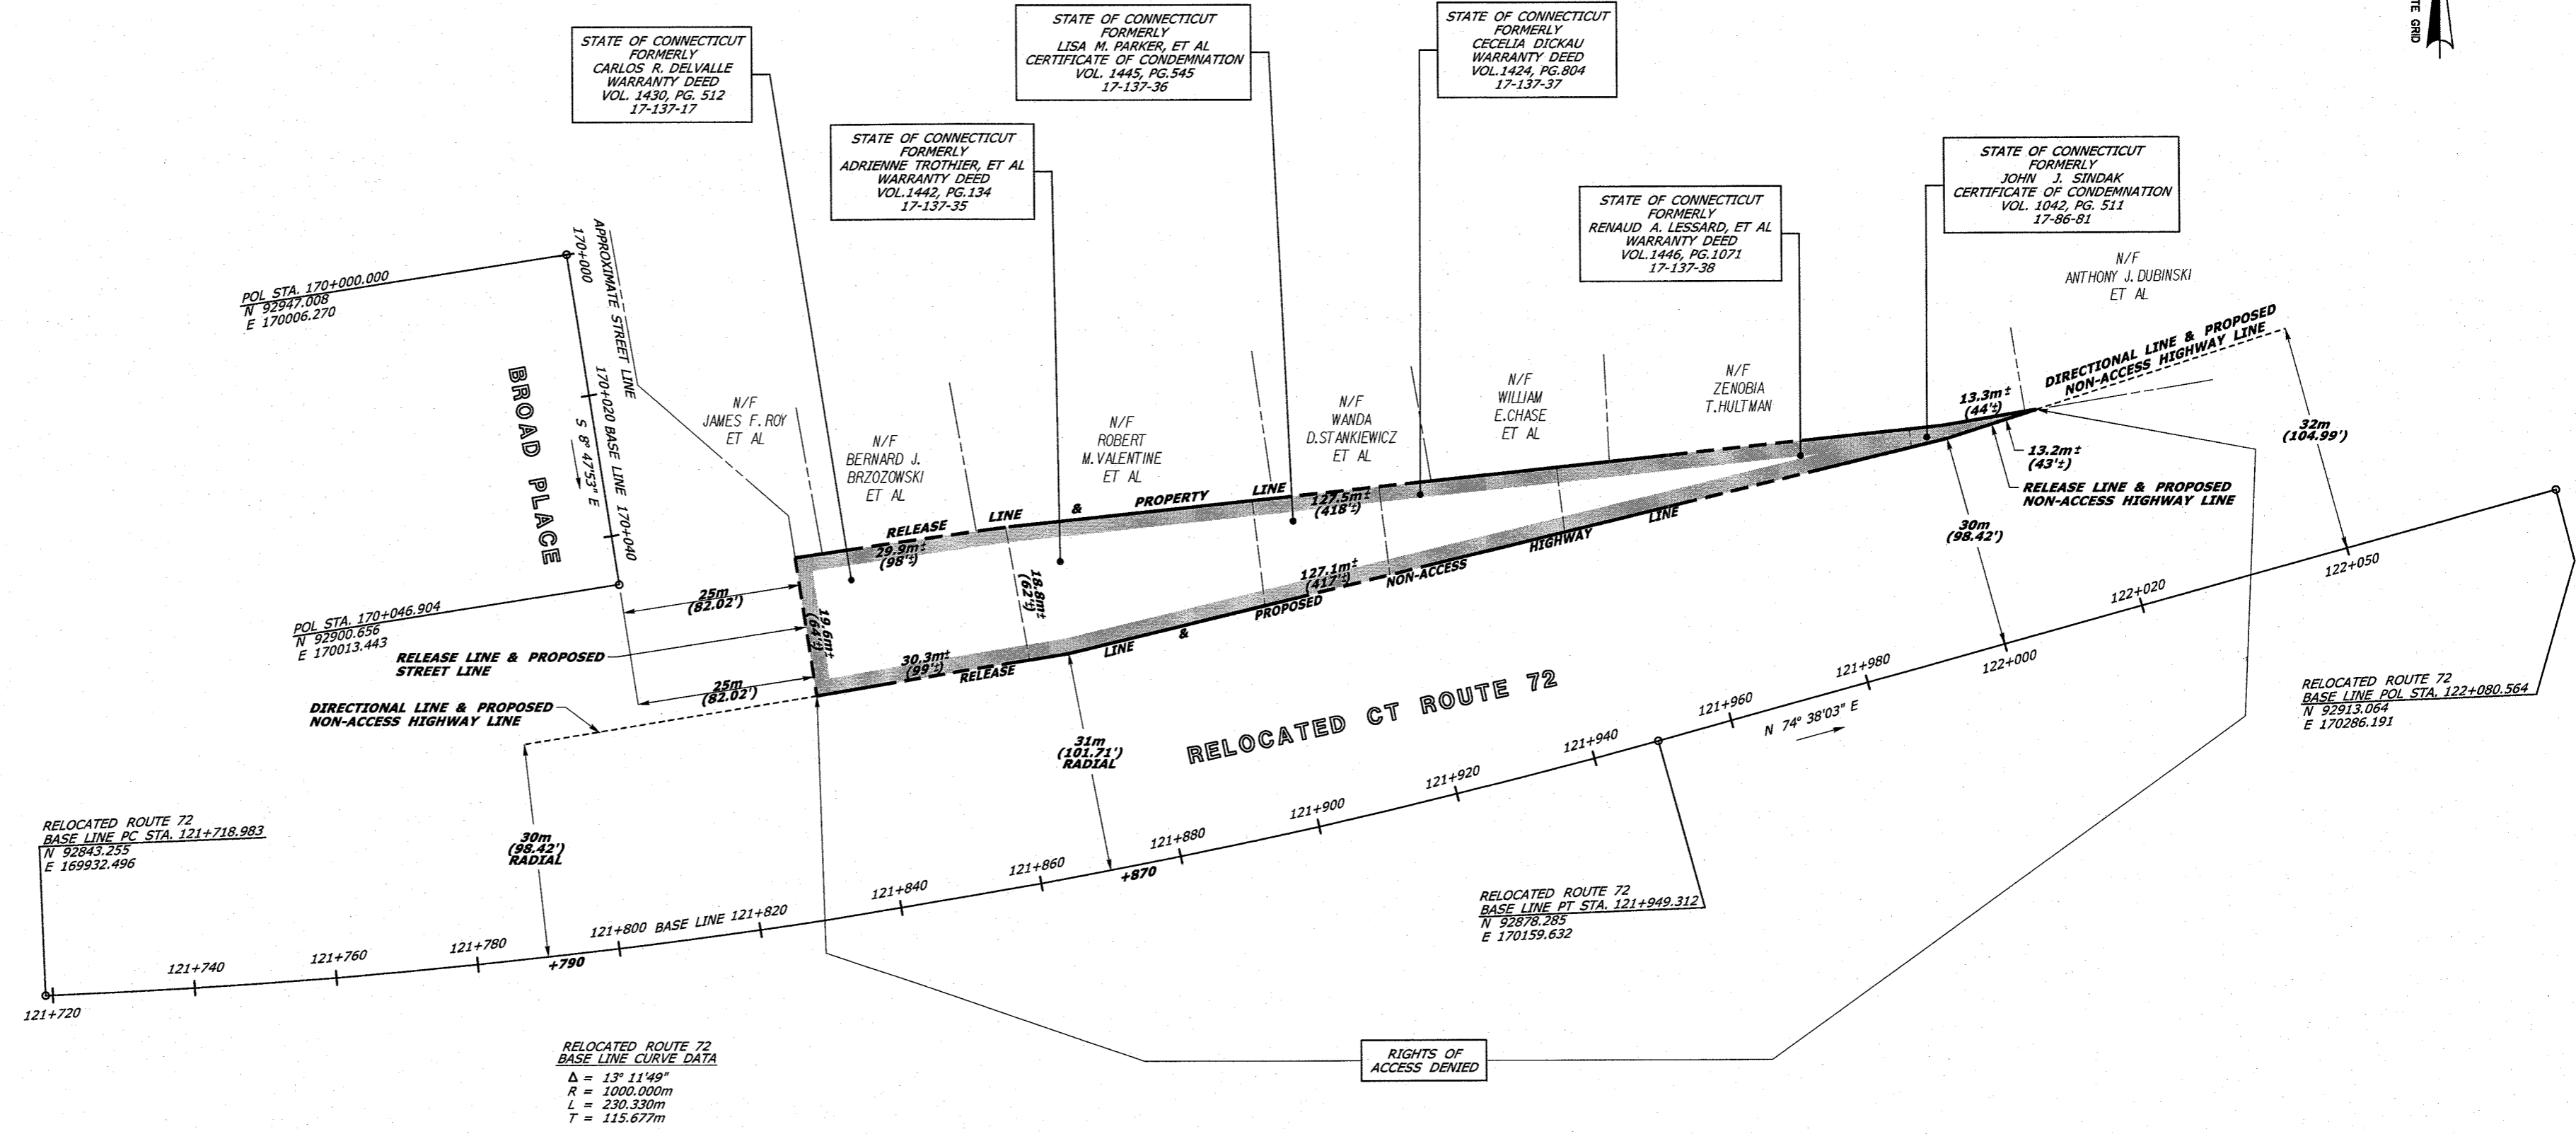 TE GRID
STATE OF CONNECTICUT
FORMERLY
CARLOS R. DELVALLE
WARRANTY DEED
VOL. 1430, PG. 512
17-137-17
STATE OF CONNECTICUT
FORMERLY
LISA M. PARKER, ET AL
CERTIFICATE OF CONDEMNATION
VOL. 1445, PG.545
17-137-36
STATE OF CONNECTICUT
FORMERLY
CECELIA DICKAU
WARRANTY DEED
VOL.1424, PG.804
17-137-37
STATE OF CONNECTICUT
FORMERLY
ADRIENNE TROTHIER, ET AL
WARRANTY DEED
VOL.1442, PG.134
17-137-35
STATE OF CONNECTICUT
FORMERLY
RENAUD A. LESSARD, ET AL
WARRANTY DEED
VOL.1446, PG.1071
17-137-38
STATE OF CONNECTICUT
FORMERLY
JOHN J. SINDAK
CERTIFICATE OF CONDEMNATION
VOL. 1042, PG. 511
17-86-81
POL STA. 170+000.000
N 92947.008
E 170006.270
170+000
APPROXIMATE STREET LINE
170+020 BASE LINE 170+040
S 8° 47'53" E
BROAD PLACE
POL STA. 170+046.904
N 92900.656
E 170013.443
N/F
JAMES F. ROY
ET AL
N/F
BERNARD J.
BRZOZOWSKI
ET AL
N/F
ROBERT
M. VALENTINE
ET AL
N/F
WANDA
D.STANKIEWICZ
ET AL
N/F
WILLIAM
E.CHASE
ET AL
N/F
ZENOBIA
T.HULTMAN
N/F
ANTHONY J. DUBINSKI
ET AL
DIRECTIONAL LINE & PROPOSED
NON-ACCESS HIGHWAY LINE
13.3m±
(44'±)
13.2m±
(43'±)
RELEASE LINE & PROPOSED
NON-ACCESS HIGHWAY LINE
32m
(104.99')
30m
(98.42')
RELEASE LINE & PROPERTY LINE
29.9m±
(98'±)
127.5m±
(418'±)
18.8m±
(62'±)
19.6m±
(64'±)
127.1m±
(417'±)
30.3m±
(99'±)
RELEASE LINE & PROPOSED NON-ACCESS HIGHWAY LINE
25m
(82.02')
RELEASE LINE & PROPOSED
STREET LINE
25m
(82.02')
DIRECTIONAL LINE & PROPOSED
NON-ACCESS HIGHWAY LINE
30m
(98.42')
RADIAL
31m
(101.71')
RADIAL
RELOCATED CT ROUTE 72
RELOCATED ROUTE 72
BASE LINE PC STA. 121+718.983
N 92843.255
E 169932.496
121+720
121+740
121+760
121+780
+790
121+800 BASE LINE 121+820
121+840
121+860
+870
121+880
121+900
121+920
121+940
121+960
N 74° 38'03" E
121+980
122+000
122+020
122+050
RELOCATED ROUTE 72
BASE LINE PT STA. 121+949.312
N 92878.285
E 170159.632
RELOCATED ROUTE 72
BASE LINE POL STA. 122+080.564
N 92913.064
E 170286.191
RELOCATED ROUTE 72
BASE LINE CURVE DATA
Δ = 13° 11'49"
R = 1000.000m
L = 230.330m
T = 115.677m
RIGHTS OF
ACCESS DENIED